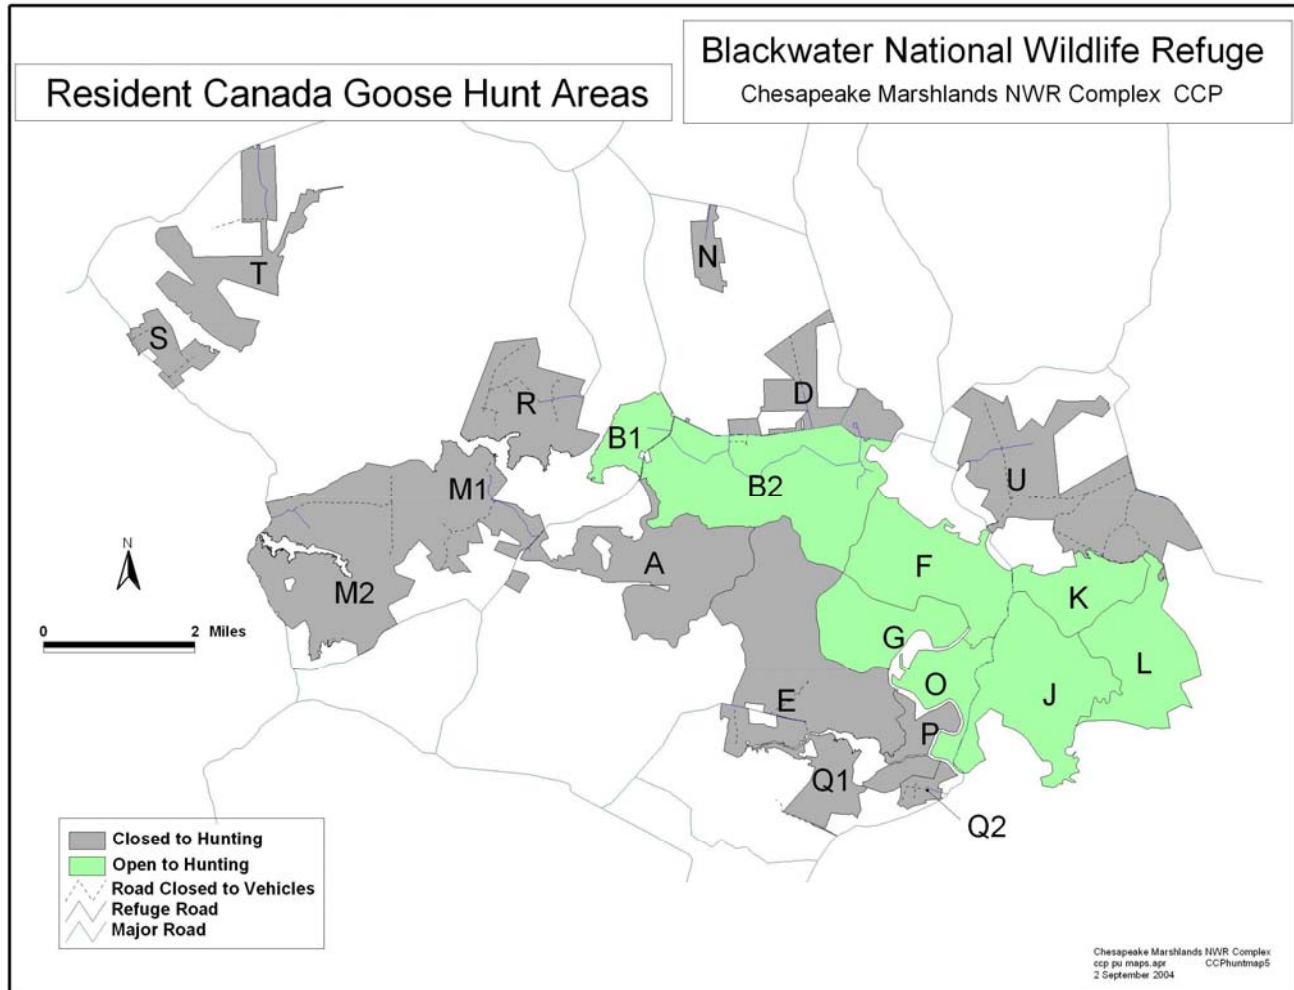 Blackwater National Wildlife Refuge
Chesapeake Marshlands NWR Complex CCP
Resident Canada Goose Hunt Areas
T
N
S
D
R
B1
U
M1
B2
A
F
M2
K
G
L
O
J
E
P
Q1
Q2
N
0 2 Miles
Closed to Hunting
Open to Hunting
Road Closed to Vehicles
Refuge Road
Major Road
Chesapeake Marshlands NWR Complex
ccp pu maps.apr CCPhuntmap5
2 September 2004